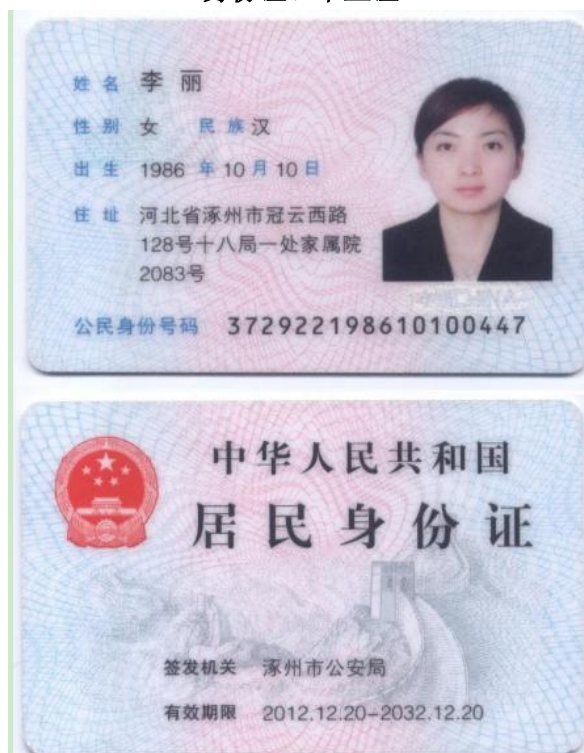 姓名 李丽
性别 女 民族 汉
出生 1986 年 10 月 10 日
住址 河北省涿州市冠云西路
128号十八局一处家属院
2083号
公民身份号码 372922198610100447
中华人民共和国
居民身份证
签发机关 涿州市公安局
有效期限 2012.12.20-2032.12.20